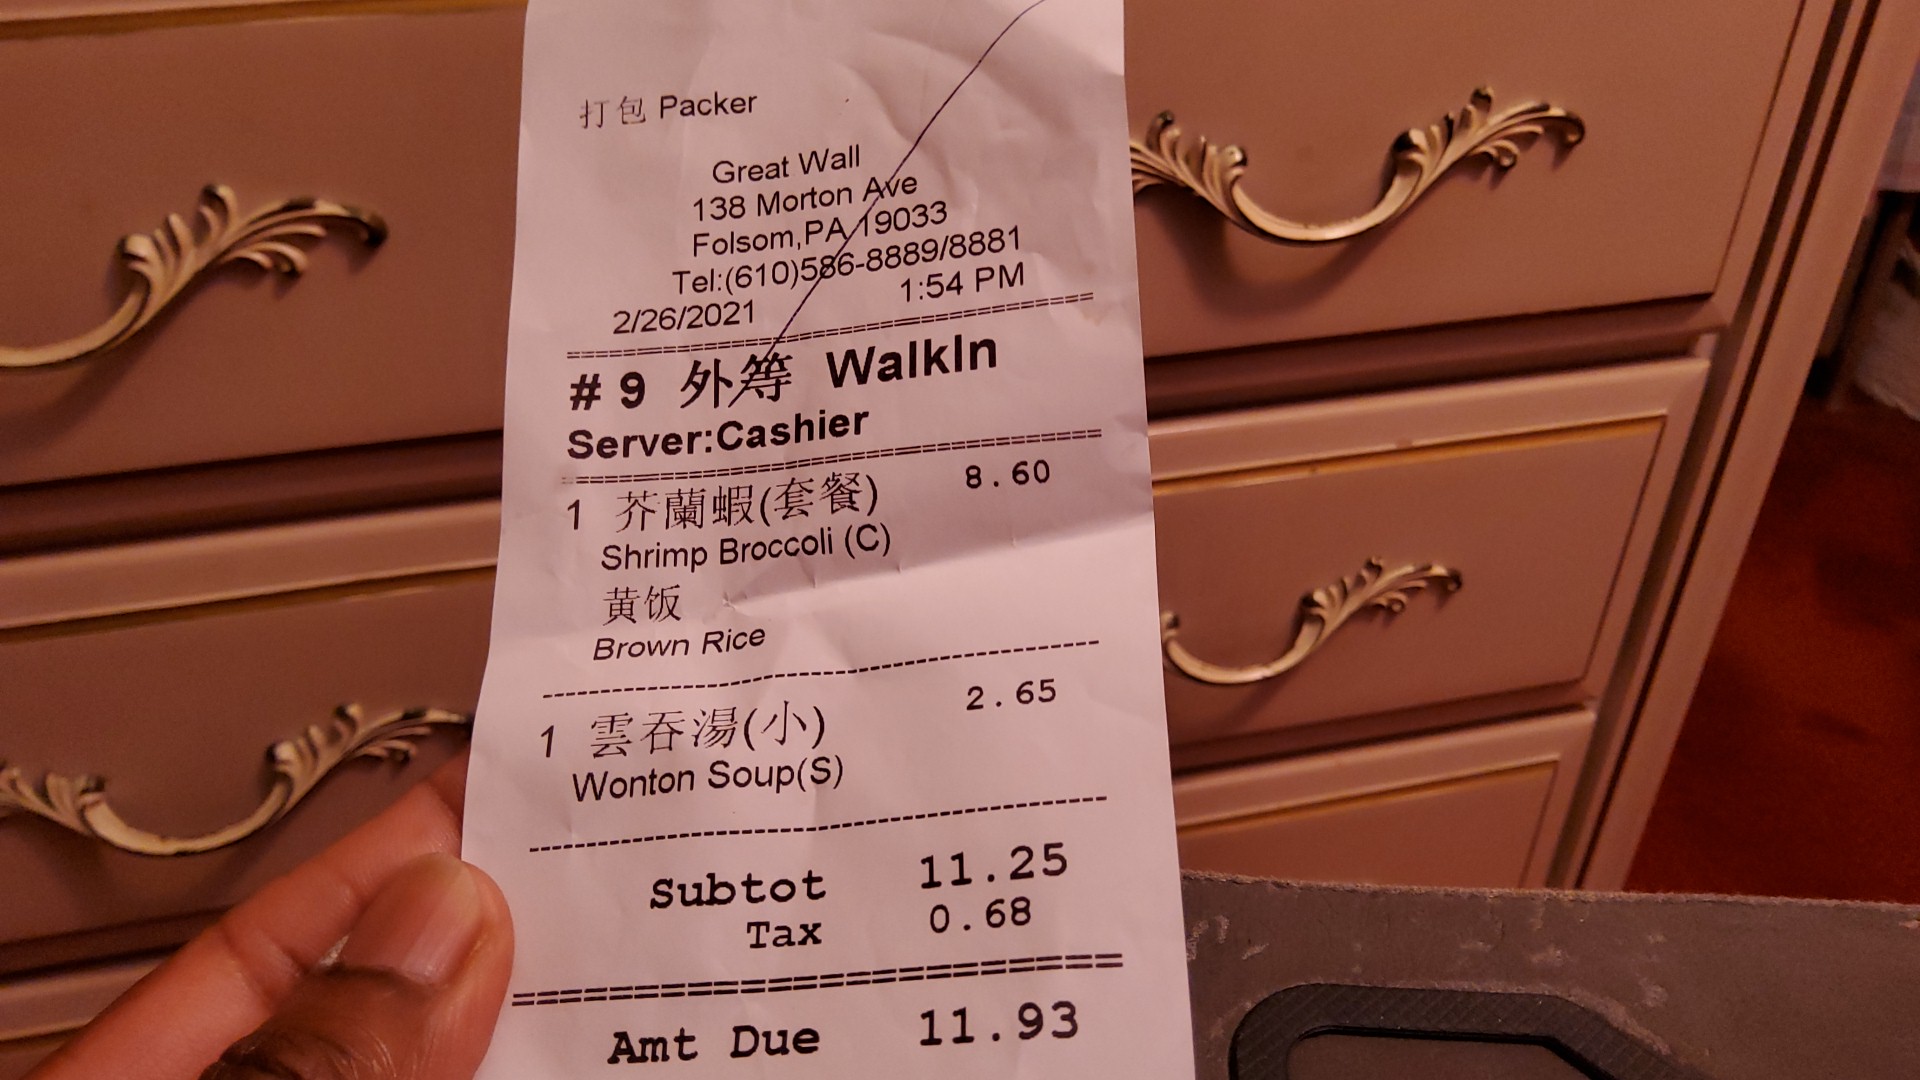 打包 Packer
Great Wall
138 Morton Ave
Folsom,PA 19033
Tel:(610)586-8889/8881
2/26/2021 1:54 PM
# 9 外等 WalkIn
Server:Cashier
1 芥蘭蝦(套餐) 8.60
Shrimp Broccoli (C)
黄饭
Brown Rice
1 雲吞湯(小) 2.65
Wonton Soup(S)
Subtot 11.25
Tax 0.68
Amt Due 11.93